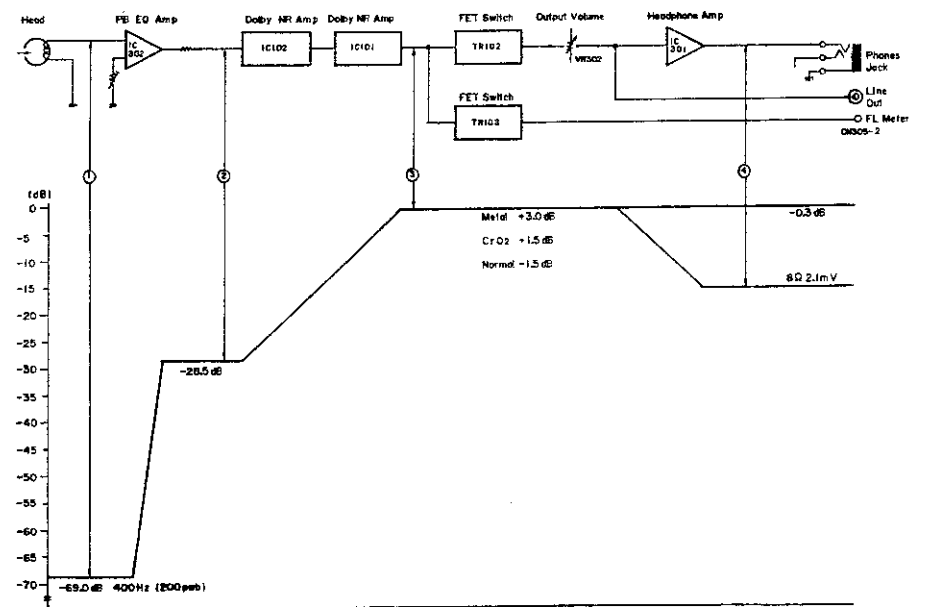 Head
PB EQ Amp
Dolby NR Amp
Dolby NR Amp
FET Switch
Output Volume
Headphone Amp
IC 302
IC102
IC101
TR102
VR302
IC 301
Phones Jack
Line Out
FET Switch
TR103
FL Meter
CN305-2
1
2
3
4
(dB)
0
-0.3 dB
Metal +3.0 dB
CrO2 +1.5 dB
Normal -1.5 dB
-5
-10
-15
8Ω 2.1mV
-20
-25
-28.5 dB
-30
-35
-40
-45
-50
-55
-60
-65
-70
-69.0 dB 400Hz (200pwb)